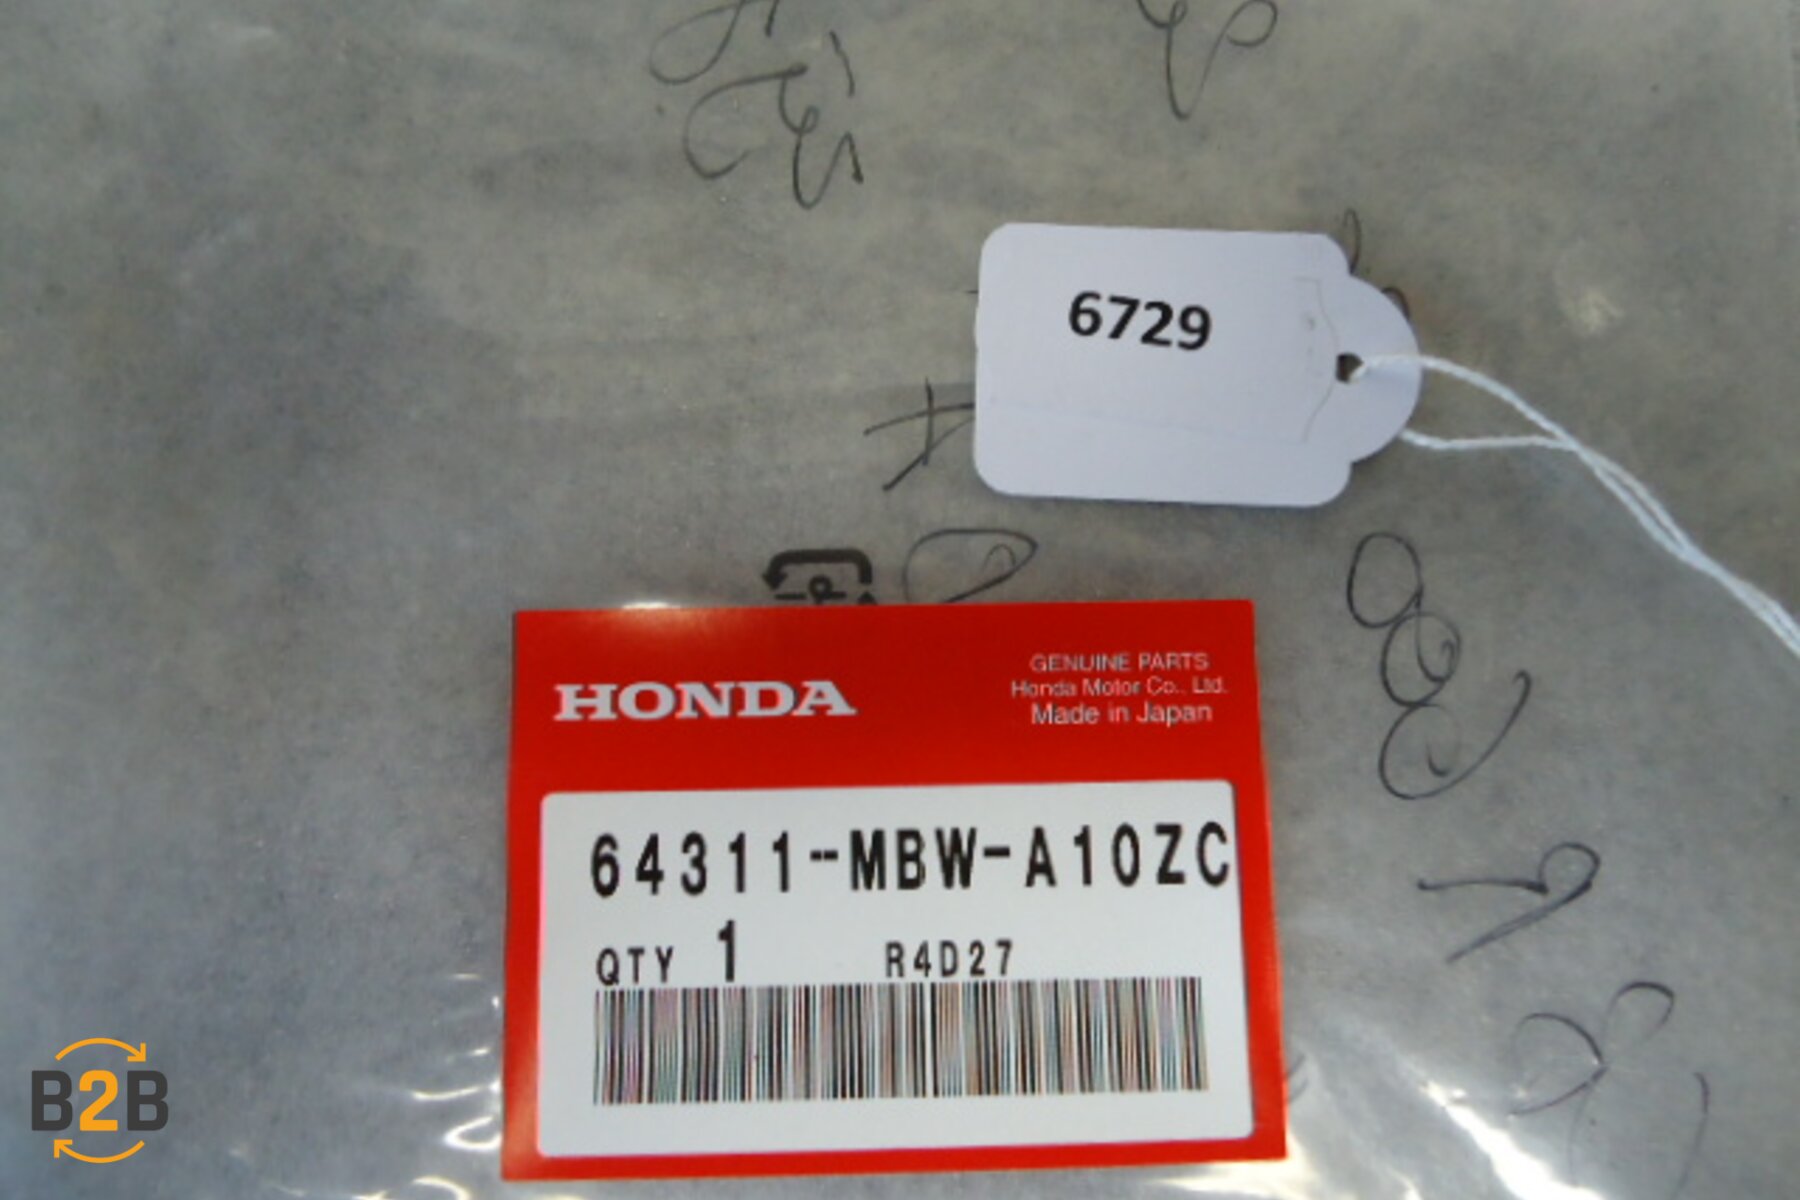 6729
HONDA
GENUINE PARTS
Honda Motor Co., Ltd.
Made in Japan
64311-MBW-A10ZC
QTY 1 R4D27
B2B